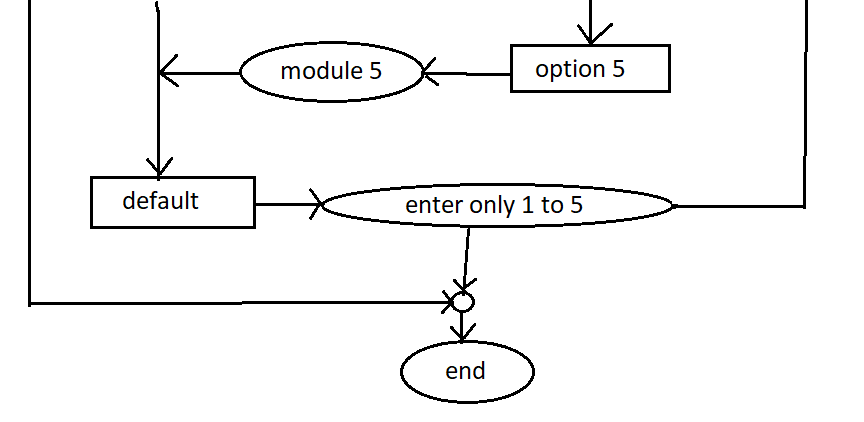 module 5
option 5
default
enter only 1 to 5
end